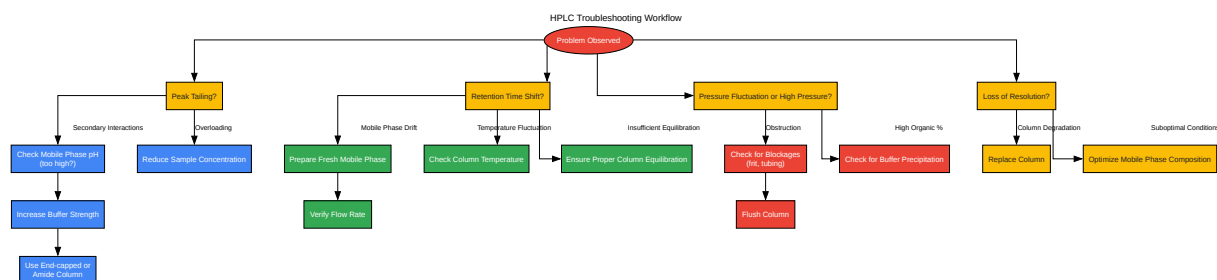 HPLC Troubleshooting Workflow
Problem Observed
Peak Tailing?
Retention Time Shift?
Pressure Fluctuation or High Pressure?
Loss of Resolution?
Secondary Interactions
Overloading
Mobile Phase Drift
Temperature Fluctuation
Insufficient Equilibration
Obstruction
High Organic %
Column Degradation
Suboptimal Conditions
Check Mobile Phase pH
(too high?)
Reduce Sample Concentration
Prepare Fresh Mobile Phase
Check Column Temperature
Ensure Proper Column Equilibration
Check for Blockages
(frit, tubing)
Check for Buffer Precipitation
Replace Column
Optimize Mobile Phase Composition
Increase Buffer Strength
Verify Flow Rate
Flush Column
Use End-capped or
Amide Column